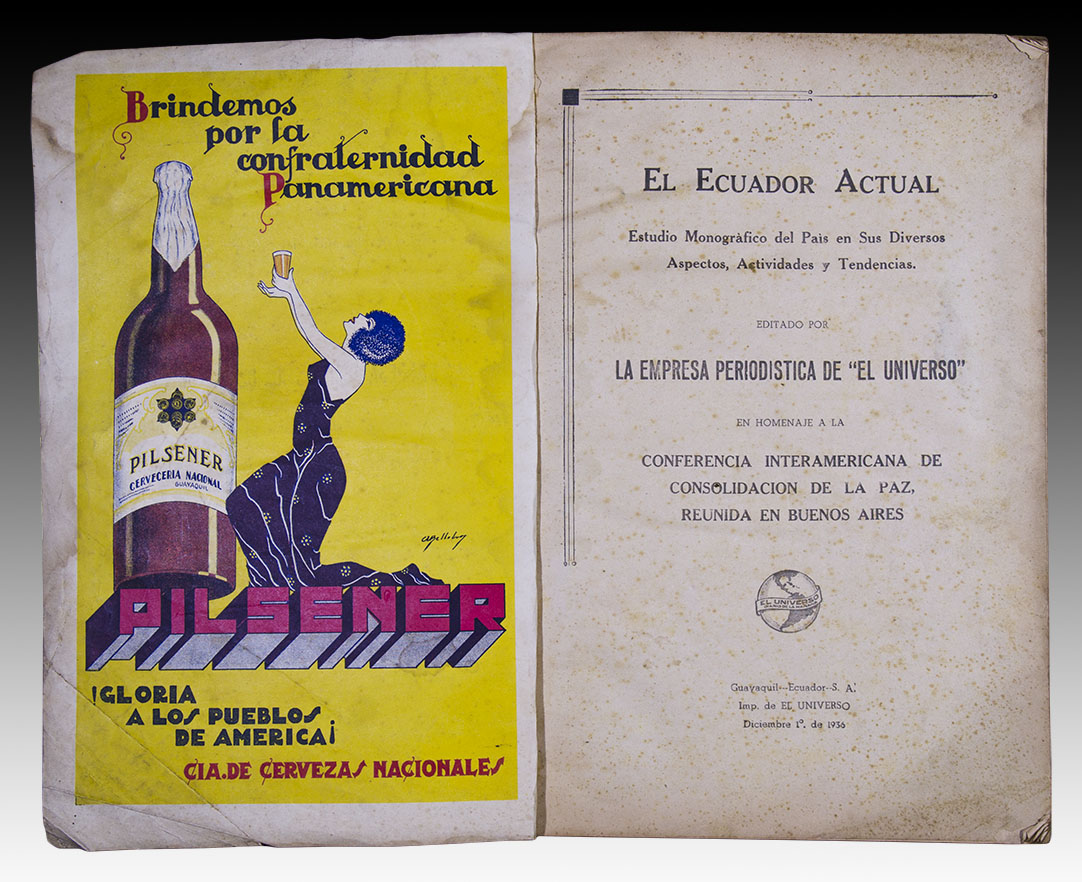 Brindemos
por la
confraternidad
Panamericana
PILSENER
CERVECERIA NACIONAL
GUAYAQUIL
PILSENER
¡GLORIA
A LOS PUEBLOS
DE AMERICA¡
CIA. DE CERVEZAS NACIONALES
EL ECUADOR ACTUAL
Estudio Monogràfico del Paìs en Sus Diversos
Aspectos, Actividades y Tendencias.
EDITADO POR
LA EMPRESA PERIODISTICA DE "EL UNIVERSO"
EN HOMENAJE A LA
CONFERENCIA INTERAMERICANA DE
CONSOLIDACION DE LA PAZ,
REUNIDA EN BUENOS AIRES
EL UNIVERSO
Guayaquil--Ecuador--S. A.
Imp. de EL UNIVERSO
Diciembre 1º. de 1936